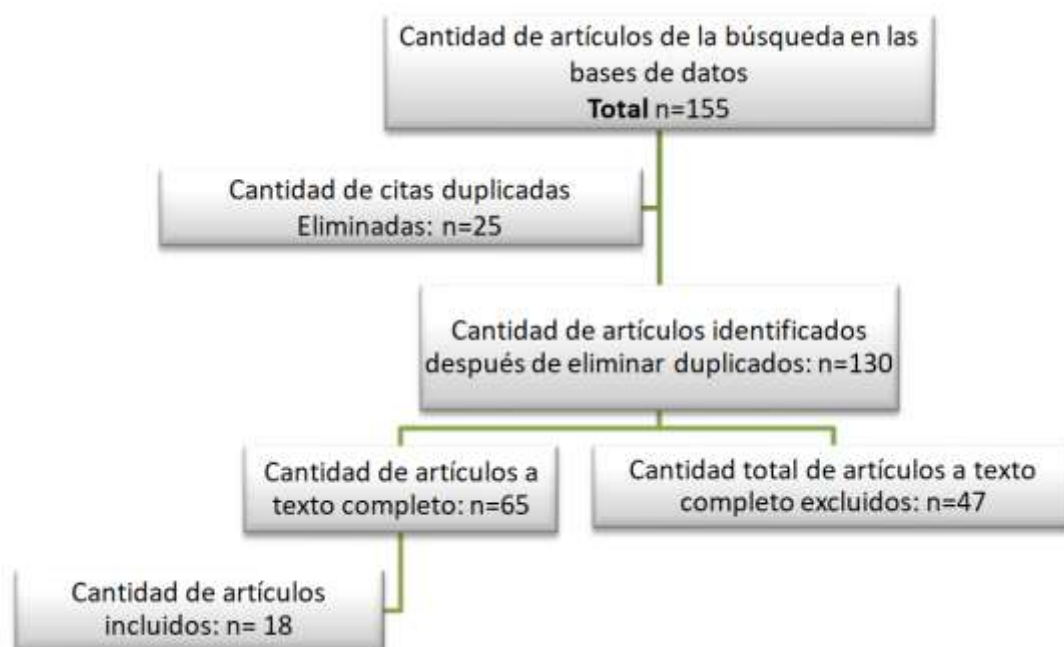 Cantidad de artículos de la búsqueda en las
bases de datos
Total n=155
Cantidad de citas duplicadas
Eliminadas: n=25
Cantidad de artículos identificados
después de eliminar duplicados: n=130
Cantidad de artículos a
texto completo: n=65
Cantidad total de artículos a texto
completo excluidos: n=47
Cantidad de artículos
incluidos: n= 18